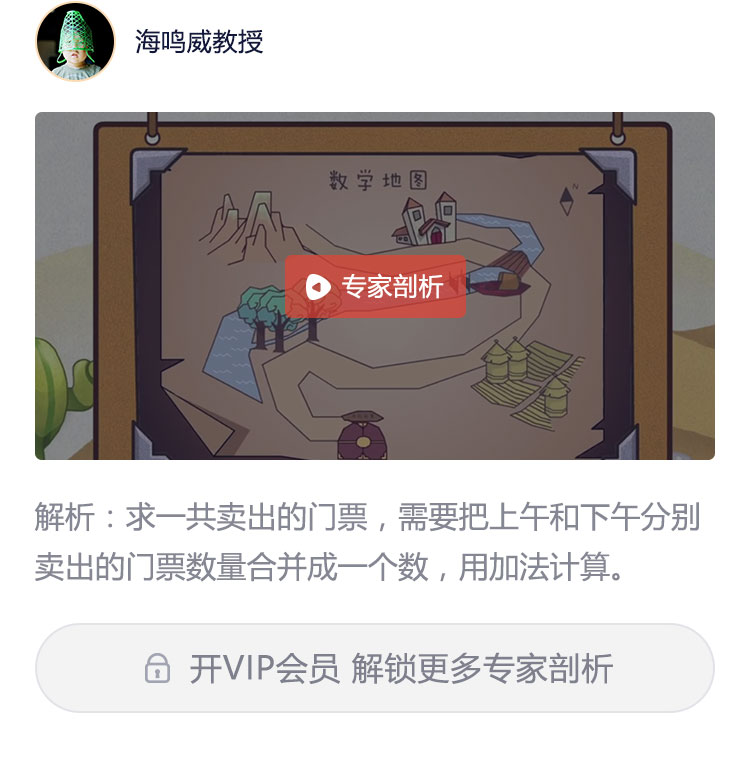 海鸣威教授
数学地图
N
专家剖析
解析：求一共卖出的门票，需要把上午和下午分别
卖出的门票数量合并成一个数，用加法计算。
开VIP会员 解锁更多专家剖析